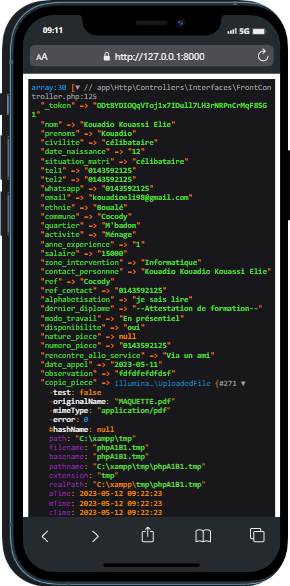 09:11
5G
AA
http://127.0.0.1:8000
array:30 [▼ // app\Http\Controllers\Interfaces\FrontCon
troller.php:125
"_token" => "ODt8YDIOQqVToj1x7IDull7LH3rNRPnCrMqF85G
1"
"nom" => "Kouadio Kouassi Elie"
"prenoms" => "Kouadio"
"civilite" => "célibataire"
"date_naissance" => "12"
"situation_matri" => "célibataire"
"tel1" => "0143592125"
"tel2" => "0143592125"
"whatsapp" => "0143592125"
"email" => "kouadioeli98@gmail.com"
"ethnie" => "Boualé"
"commune" => "Cocody"
"quartier" => "M'badon"
"activite" => "Ménage"
"anne_experience" => "1"
"salaire" => "15000"
"zone_intervention" => "Informatique"
"contact_personnne" => "Kouadio Kouadio Kouassi Elie"
"ref" => "Cocody"
"ref_contact" => "0143592125"
"alphabetisation" => "je sais lire"
"dernier_diplome" => "--Attestation de formation--"
"mode_travail" => "En présentiel"
"disponibilite" => "oui"
"nature_piece" => null
"numero_piece" => "0143592125"
"rencontre_allo_service" => "Via un ami"
"date_appel" => "2023-05-11"
"observation" => "fdfdfefdfdsf"
"copie_piece" => Illumina…\UploadedFile {#271 ▼
-test: false
-originalName: "MAQUETTE.pdf"
-mimeType: "application/pdf"
-error: 0
#hashName: null
path: "C:\xampp\tmp"
filename: "phpA1B1.tmp"
basename: "phpA1B1.tmp"
pathname: "C:\xampp\tmp\phpA1B1.tmp"
extension: "tmp"
realPath: "C:\xampp\tmp\phpA1B1.tmp"
aTime: 2023-05-12 09:22:23
mTime: 2023-05-12 09:22:23
cTime: 2023-05-12 09:22:23